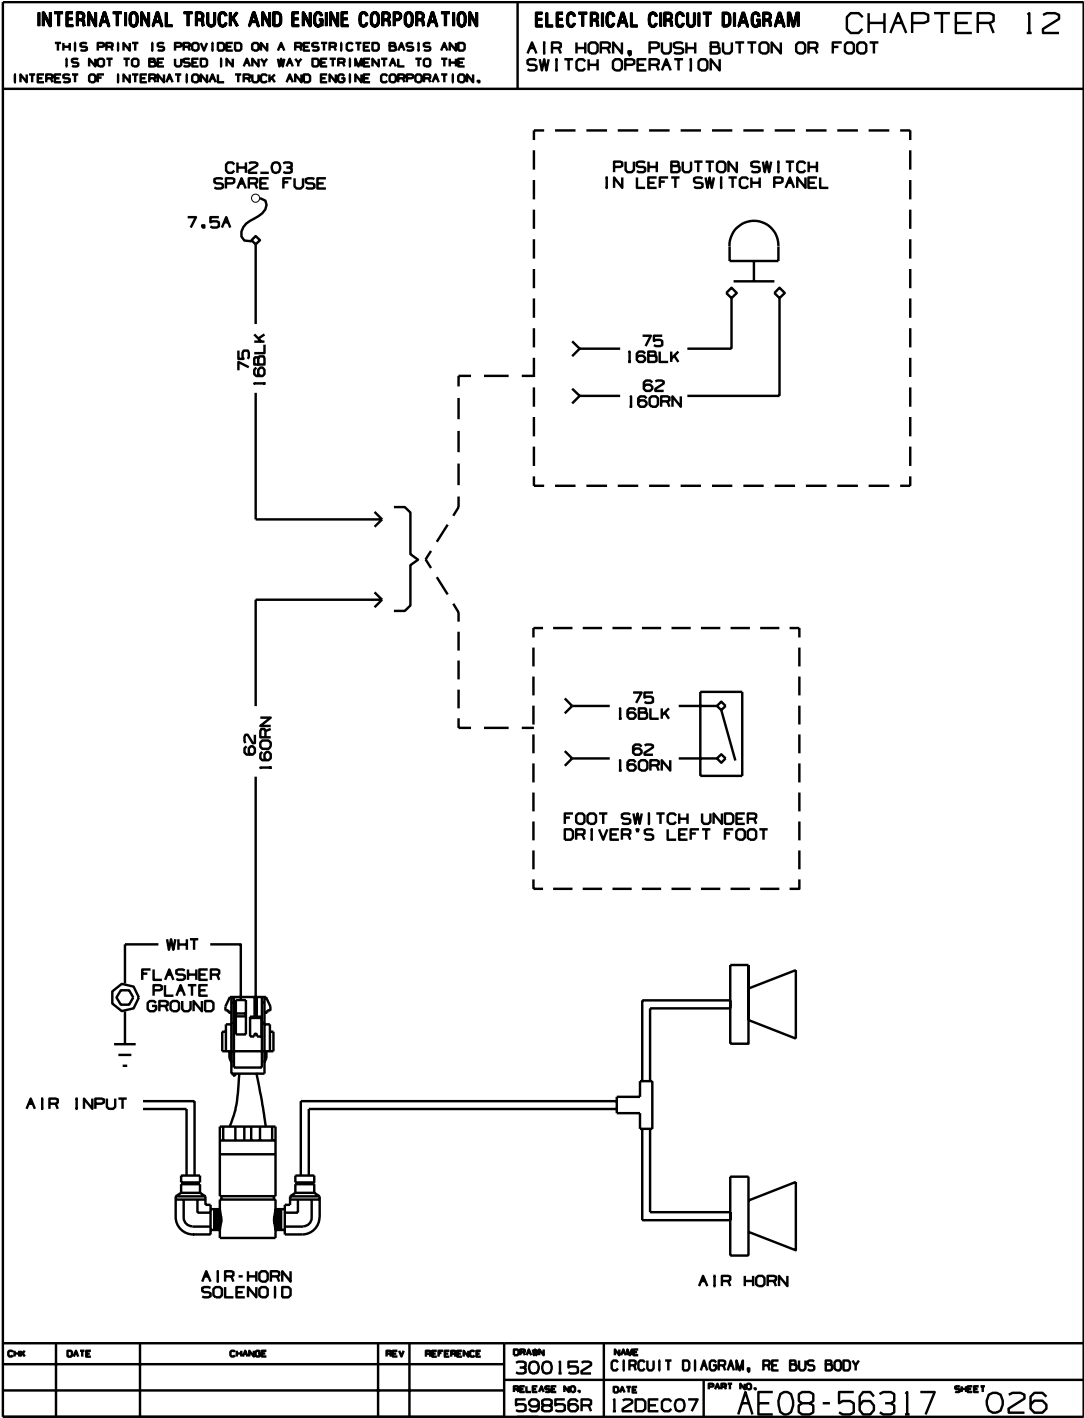 INTERNATIONAL TRUCK AND ENGINE CORPORATION
THIS PRINT IS PROVIDED ON A RESTRICTED BASIS AND
IS NOT TO BE USED IN ANY WAY DETRIMENTAL TO THE
INTEREST OF INTERNATIONAL TRUCK AND ENGINE CORPORATION.
ELECTRICAL CIRCUIT DIAGRAM CHAPTER 12
AIR HORN, PUSH BUTTON OR FOOT
SWITCH OPERATION
CH2_03
SPARE FUSE
7.5A
75
16BLK
PUSH BUTTON SWITCH
IN LEFT SWITCH PANEL
75
16BLK
62
16ORN
62
16ORN
75
16BLK
62
16ORN
FOOT SWITCH UNDER
DRIVER'S LEFT FOOT
WHT
FLASHER
PLATE
GROUND
AIR INPUT
AIR-HORN
SOLENOID
AIR HORN
CHK
DATE
CHANGE
REV
REFERENCE
DRAWN
300152
NAME
CIRCUIT DIAGRAM, RE BUS BODY
RELEASE NO.
59856R
DATE
12DEC07
PART NO.
AE08-56317
SHEET
026